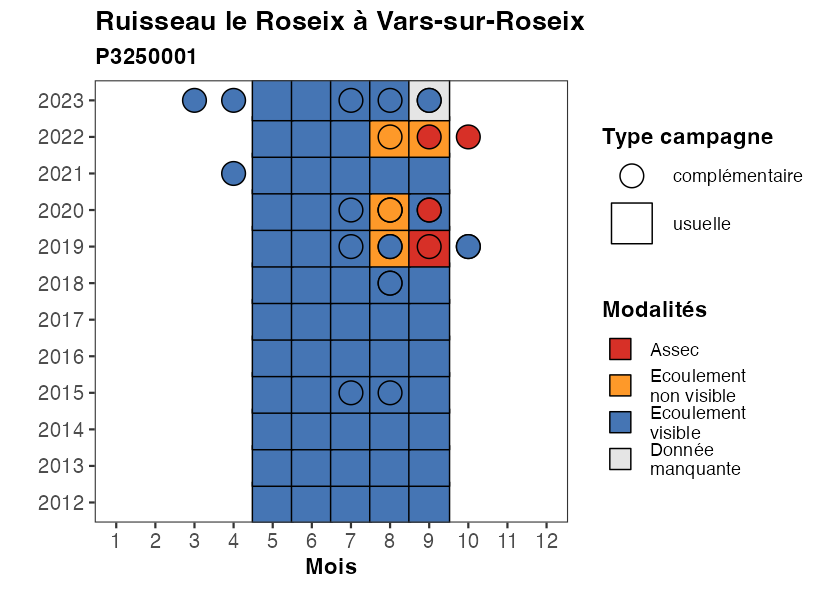 Ruisseau le Roseix à Vars-sur-Roseix
P3250001
2023
2022
2021
2020
2019
2018
2017
2016
2015
2014
2013
2012
1 2 3 4 5 6 7 8 9 10 11 12
Mois
Type campagne
complémentaire
usuelle
Modalités
Assec
Ecoulement
non visible
Ecoulement
visible
Donnée
manquante